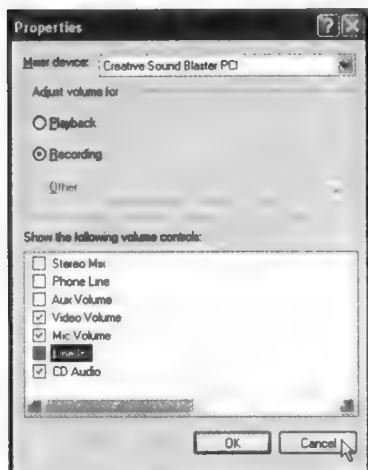 Properties
Mixer device: Creative Sound Blaster PCI
Adjust volume for
Playback
Recording
Other
Show the following volume controls:
Stereo Mix
Phone Line
Aux Volume
Video Volume
Mic Volume
Line In
CD Audio
OK Cancel